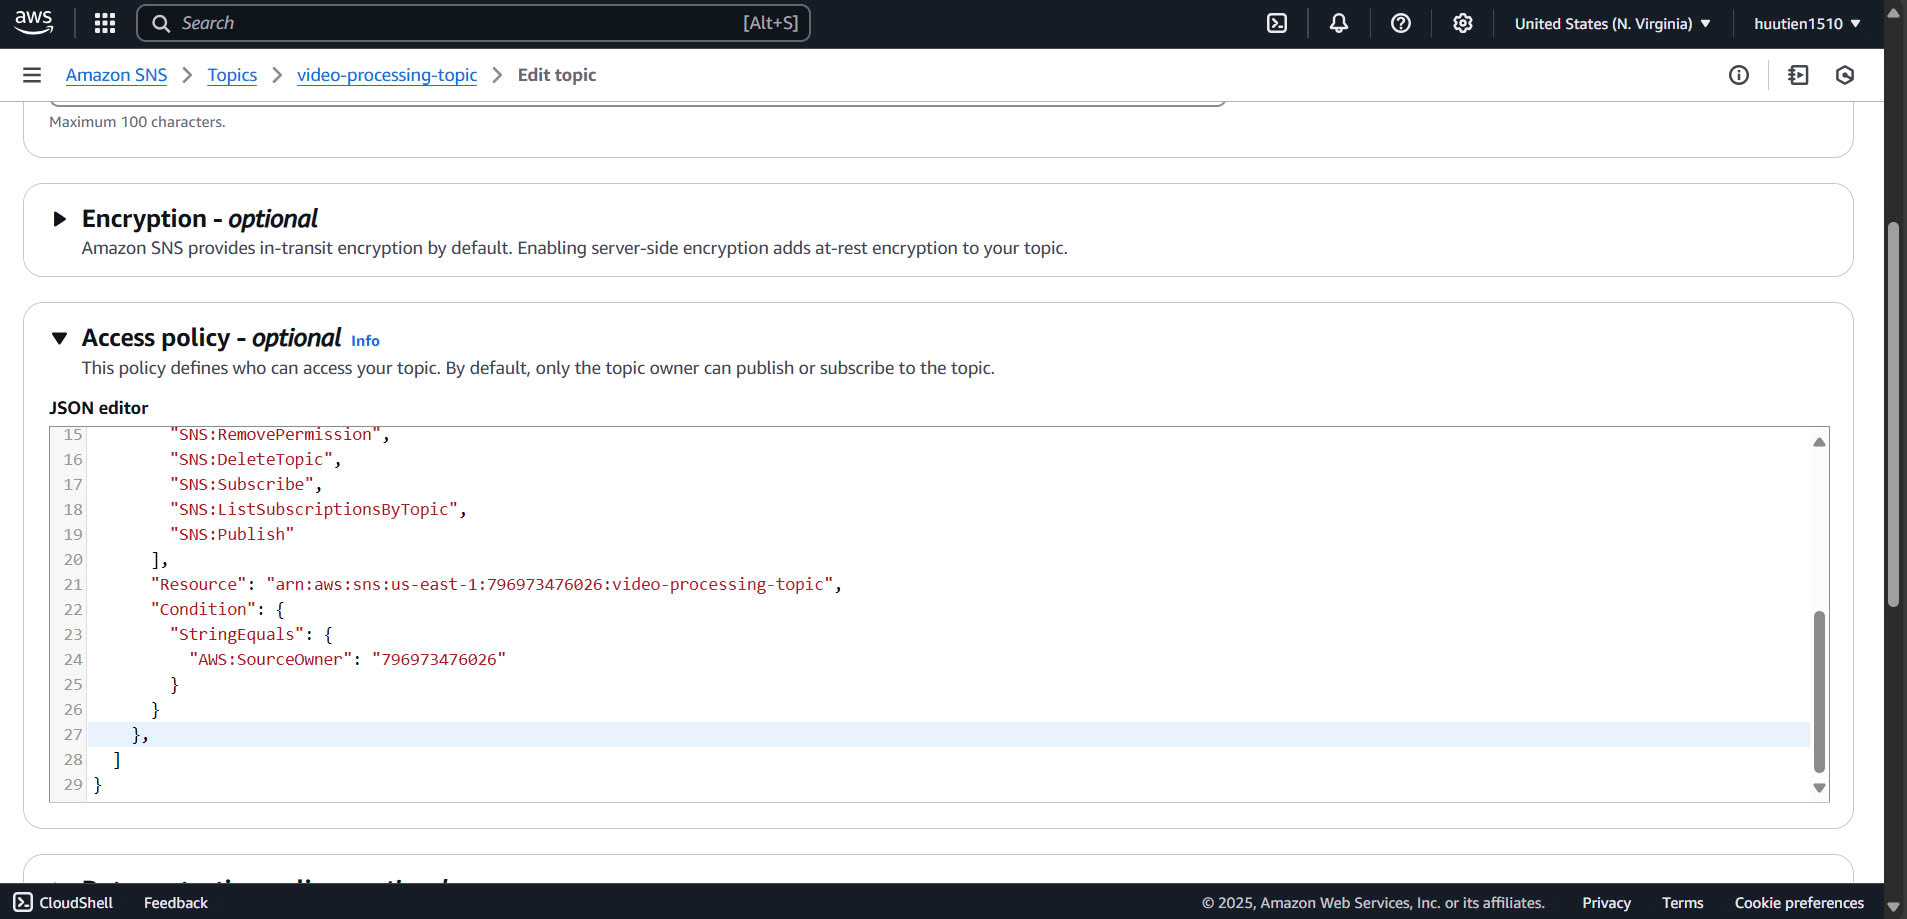 aws
Search [Alt+S]
United States (N. Virginia)
huutien1510
Amazon SNS > Topics > video-processing-topic > Edit topic
Maximum 100 characters.
Encryption - optional
Amazon SNS provides in-transit encryption by default. Enabling server-side encryption adds at-rest encryption to your topic.
Access policy - optional Info
This policy defines who can access your topic. By default, only the topic owner can publish or subscribe to the topic.
JSON editor
15 "SNS:RemovePermission",
16 "SNS:DeleteTopic",
17 "SNS:Subscribe",
18 "SNS:ListSubscriptionsByTopic",
19 "SNS:Publish"
20 ],
21 "Resource": "arn:aws:sns:us-east-1:796973476026:video-processing-topic",
22 "Condition": {
23 "StringEquals": {
24 "AWS:SourceOwner": "796973476026"
25 }
26 }
27 },
28 ]
29 }
CloudShell Feedback
© 2025, Amazon Web Services, Inc. or its affiliates. Privacy Terms Cookie preferences